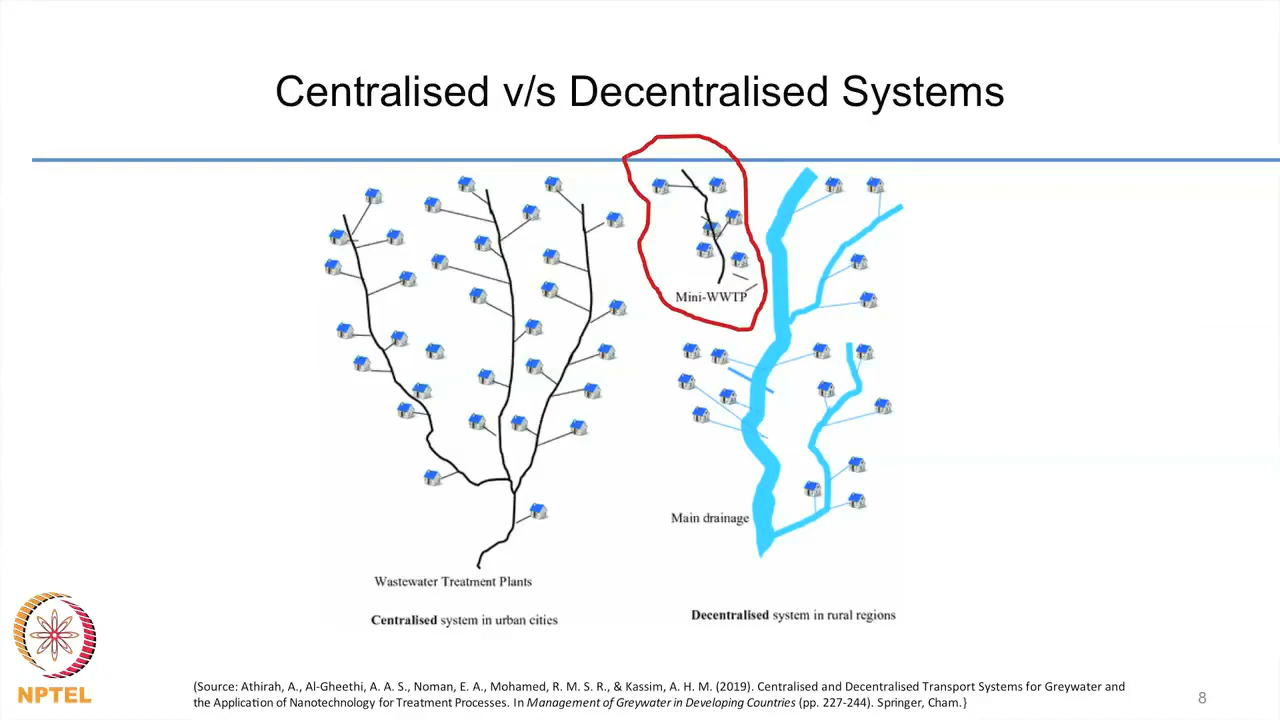 Centralised v/s Decentralised Systems
Mini-WWTP
Main drainage
Wastewater Treatment Plants
Centralised system in urban cities
Decentralised system in rural regions
NPTEL
(Source: Athirah, A., Al-Gheethi, A. A. S., Noman, E. A., Mohamed, R. M. S. R., & Kassim, A. H. M. (2019). Centralised and Decentralised Transport Systems for Greywater and
the Application of Nanotechnology for Treatment Processes. In Management of Greywater in Developing Countries (pp. 227-244). Springer, Cham.}
8